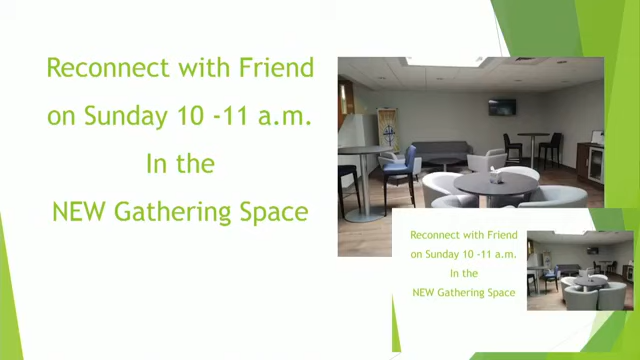 Reconnect with Friend
on Sunday 10 -11 a.m.
In the
NEW Gathering Space
Reconnect with Friend
on Sunday 10 -11 a.m.
In the
NEW Gathering Space